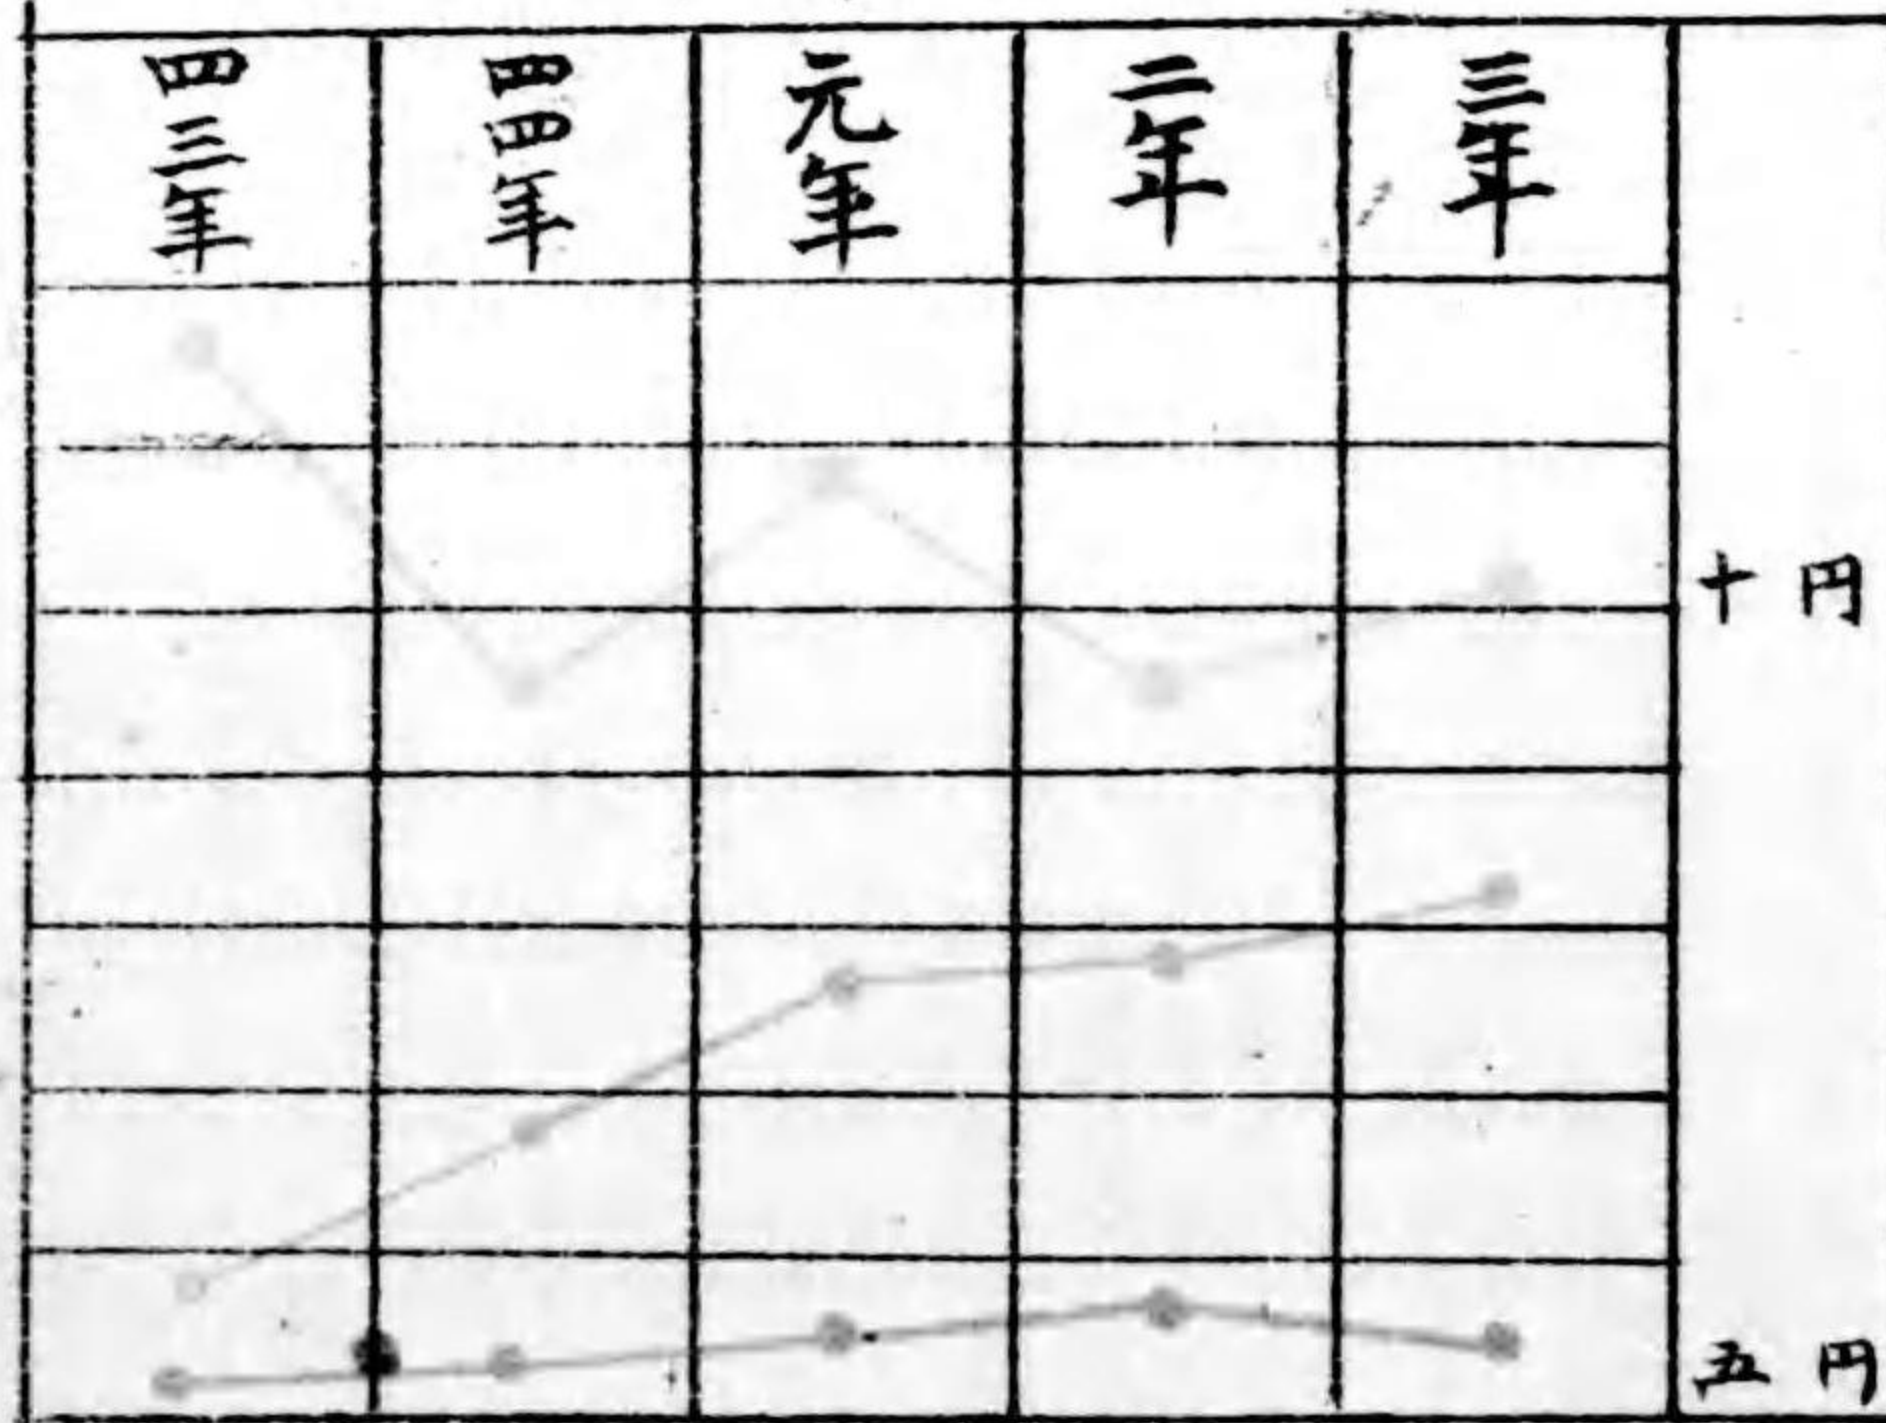 四三年
四四年
元年
二年
三年
十円
五円